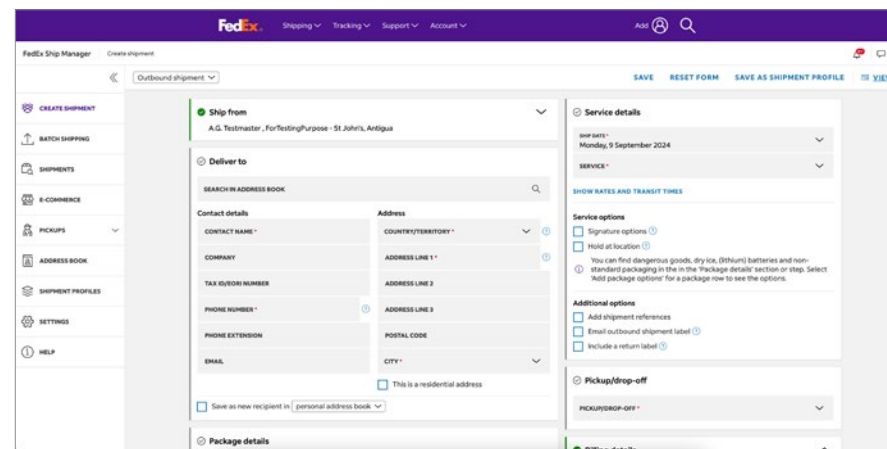 FedEx. Shipping Tracking Support Account Add
FedEx Ship Manager Create shipment
Outbound shipment SAVE RESET FORM SAVE AS SHIPMENT PROFILE
CREATE SHIPMENT
BATCH SHIPPING
SHIPMENTS
E-COMMERCE
PICKUPS
ADDRESS BOOK
SHIPMENT PROFILES
SETTINGS
HELP
Ship from
A.G. Testmaster , ForTestingPurpose - St John's, Antigua
Deliver to
SEARCH IN ADDRESS BOOK
Contact details
CONTACT NAME *
COMPANY
TAX ID/EORI NUMBER
PHONE NUMBER *
PHONE EXTENSION
EMAIL
Address
COUNTRY/TERRITORY *
ADDRESS LINE 1 *
ADDRESS LINE 2
ADDRESS LINE 3
POSTAL CODE
CITY *
This is a residential address
Save as new recipient in personal address book
Package details
Service details
SHIP DATE *
Monday, 9 September 2024
SERVICE *
SHOW RATES AND TRANSIT TIMES
Service options
Signature options
Hold at location
You can find dangerous goods, dry ice, (lithium) batteries and non-
standard packaging in the in the 'Package
details' section or step. Select
'Add package options' for a package row to see the options.
Additional options
Add shipment references
Email outbound shipment label
Include a return label
Pickup/drop-off
PICKUP/DROP-OFF *